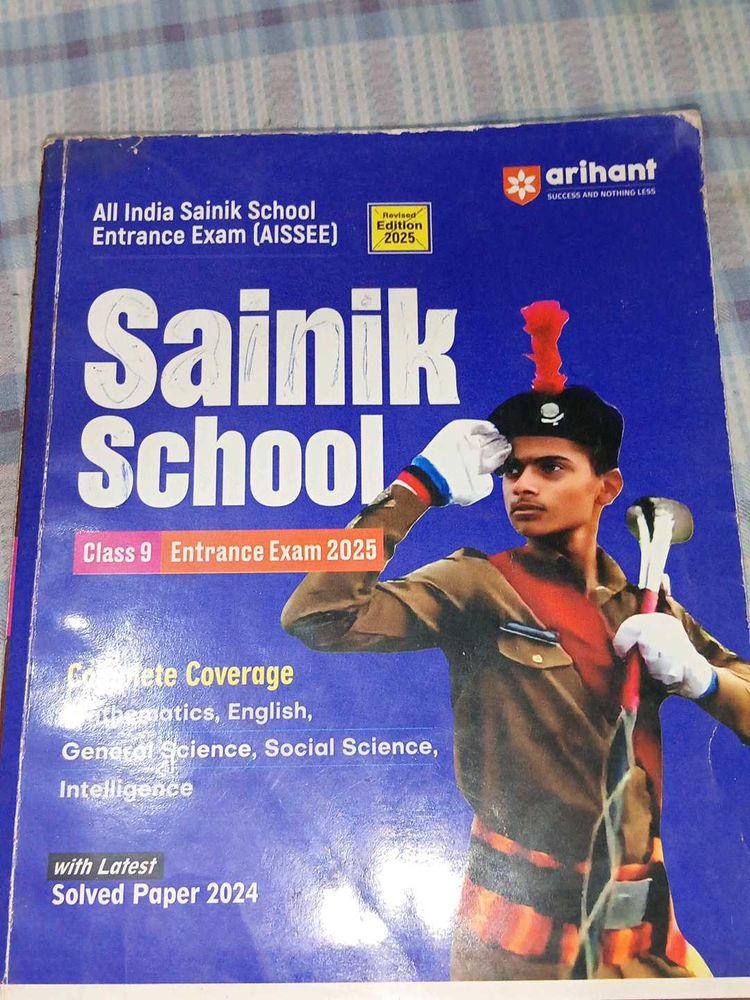 arihant
SUCCESS AND NOTHING LESS
All India Sainik School
Entrance Exam (AISSEE)
Revised
Edition
2025
Sainik
School
Class 9 Entrance Exam 2025
Complete Coverage
Mathematics, English,
General Science, Social Science,
Intelligence
with Latest
Solved Paper 2024